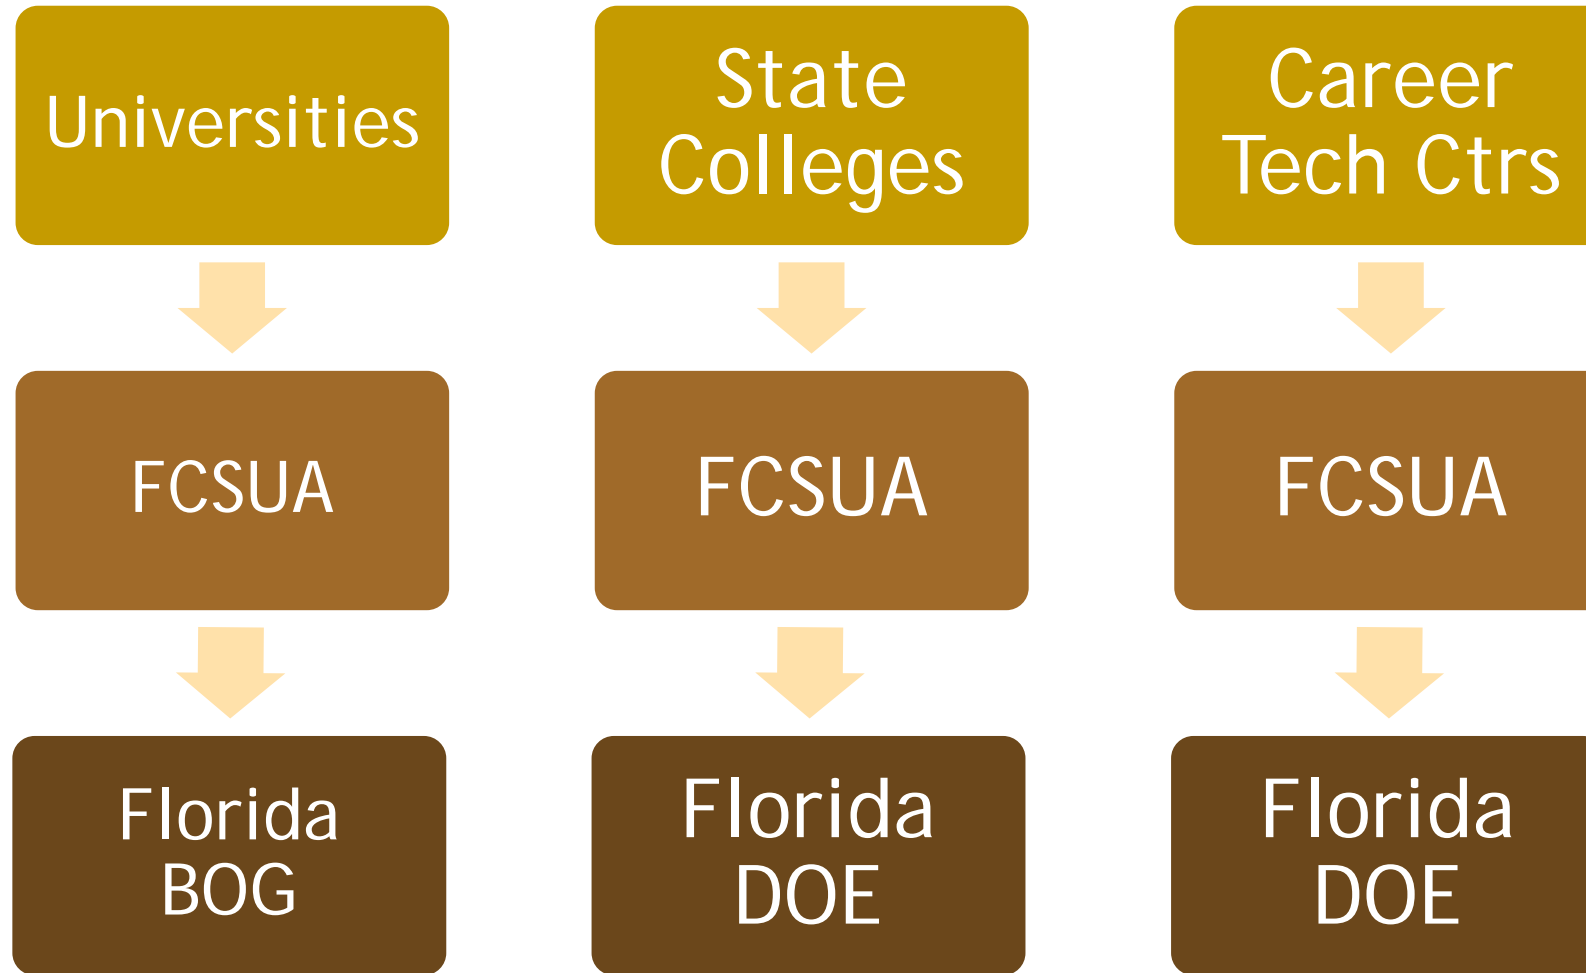 Universities
State
Colleges
Career
Tech Ctrs
FCSUA
FCSUA
FCSUA
Florida
BOG
Florida
DOE
Florida
DOE